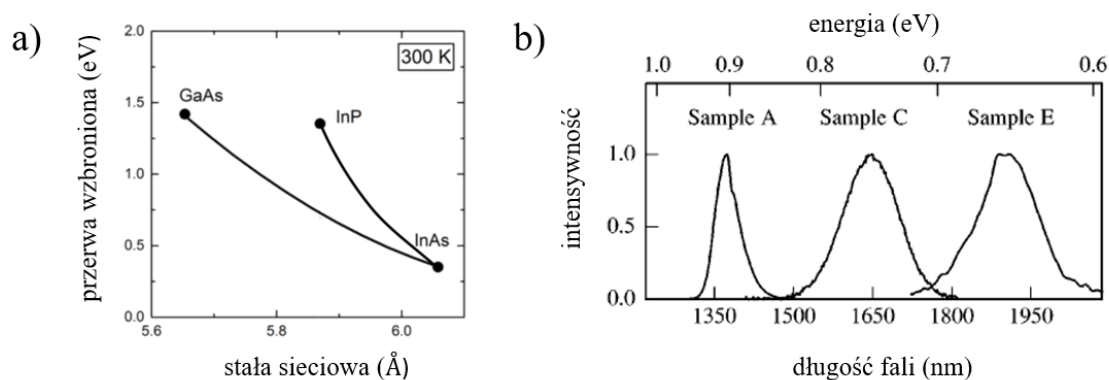 a)
przerwa wzbroniona (eV)
2.0
1.5
1.0
0.5
0.0
300 K
GaAs
InP
InAs
5.6 5.8 6.0
stała sieciowa (Å)
b)
energia (eV)
1.0 0.9 0.8 0.7 0.6
Sample A Sample C Sample E
intensywność
1.0
0.5
0.0
1350 1500 1650 1800 1950
długość fali (nm)